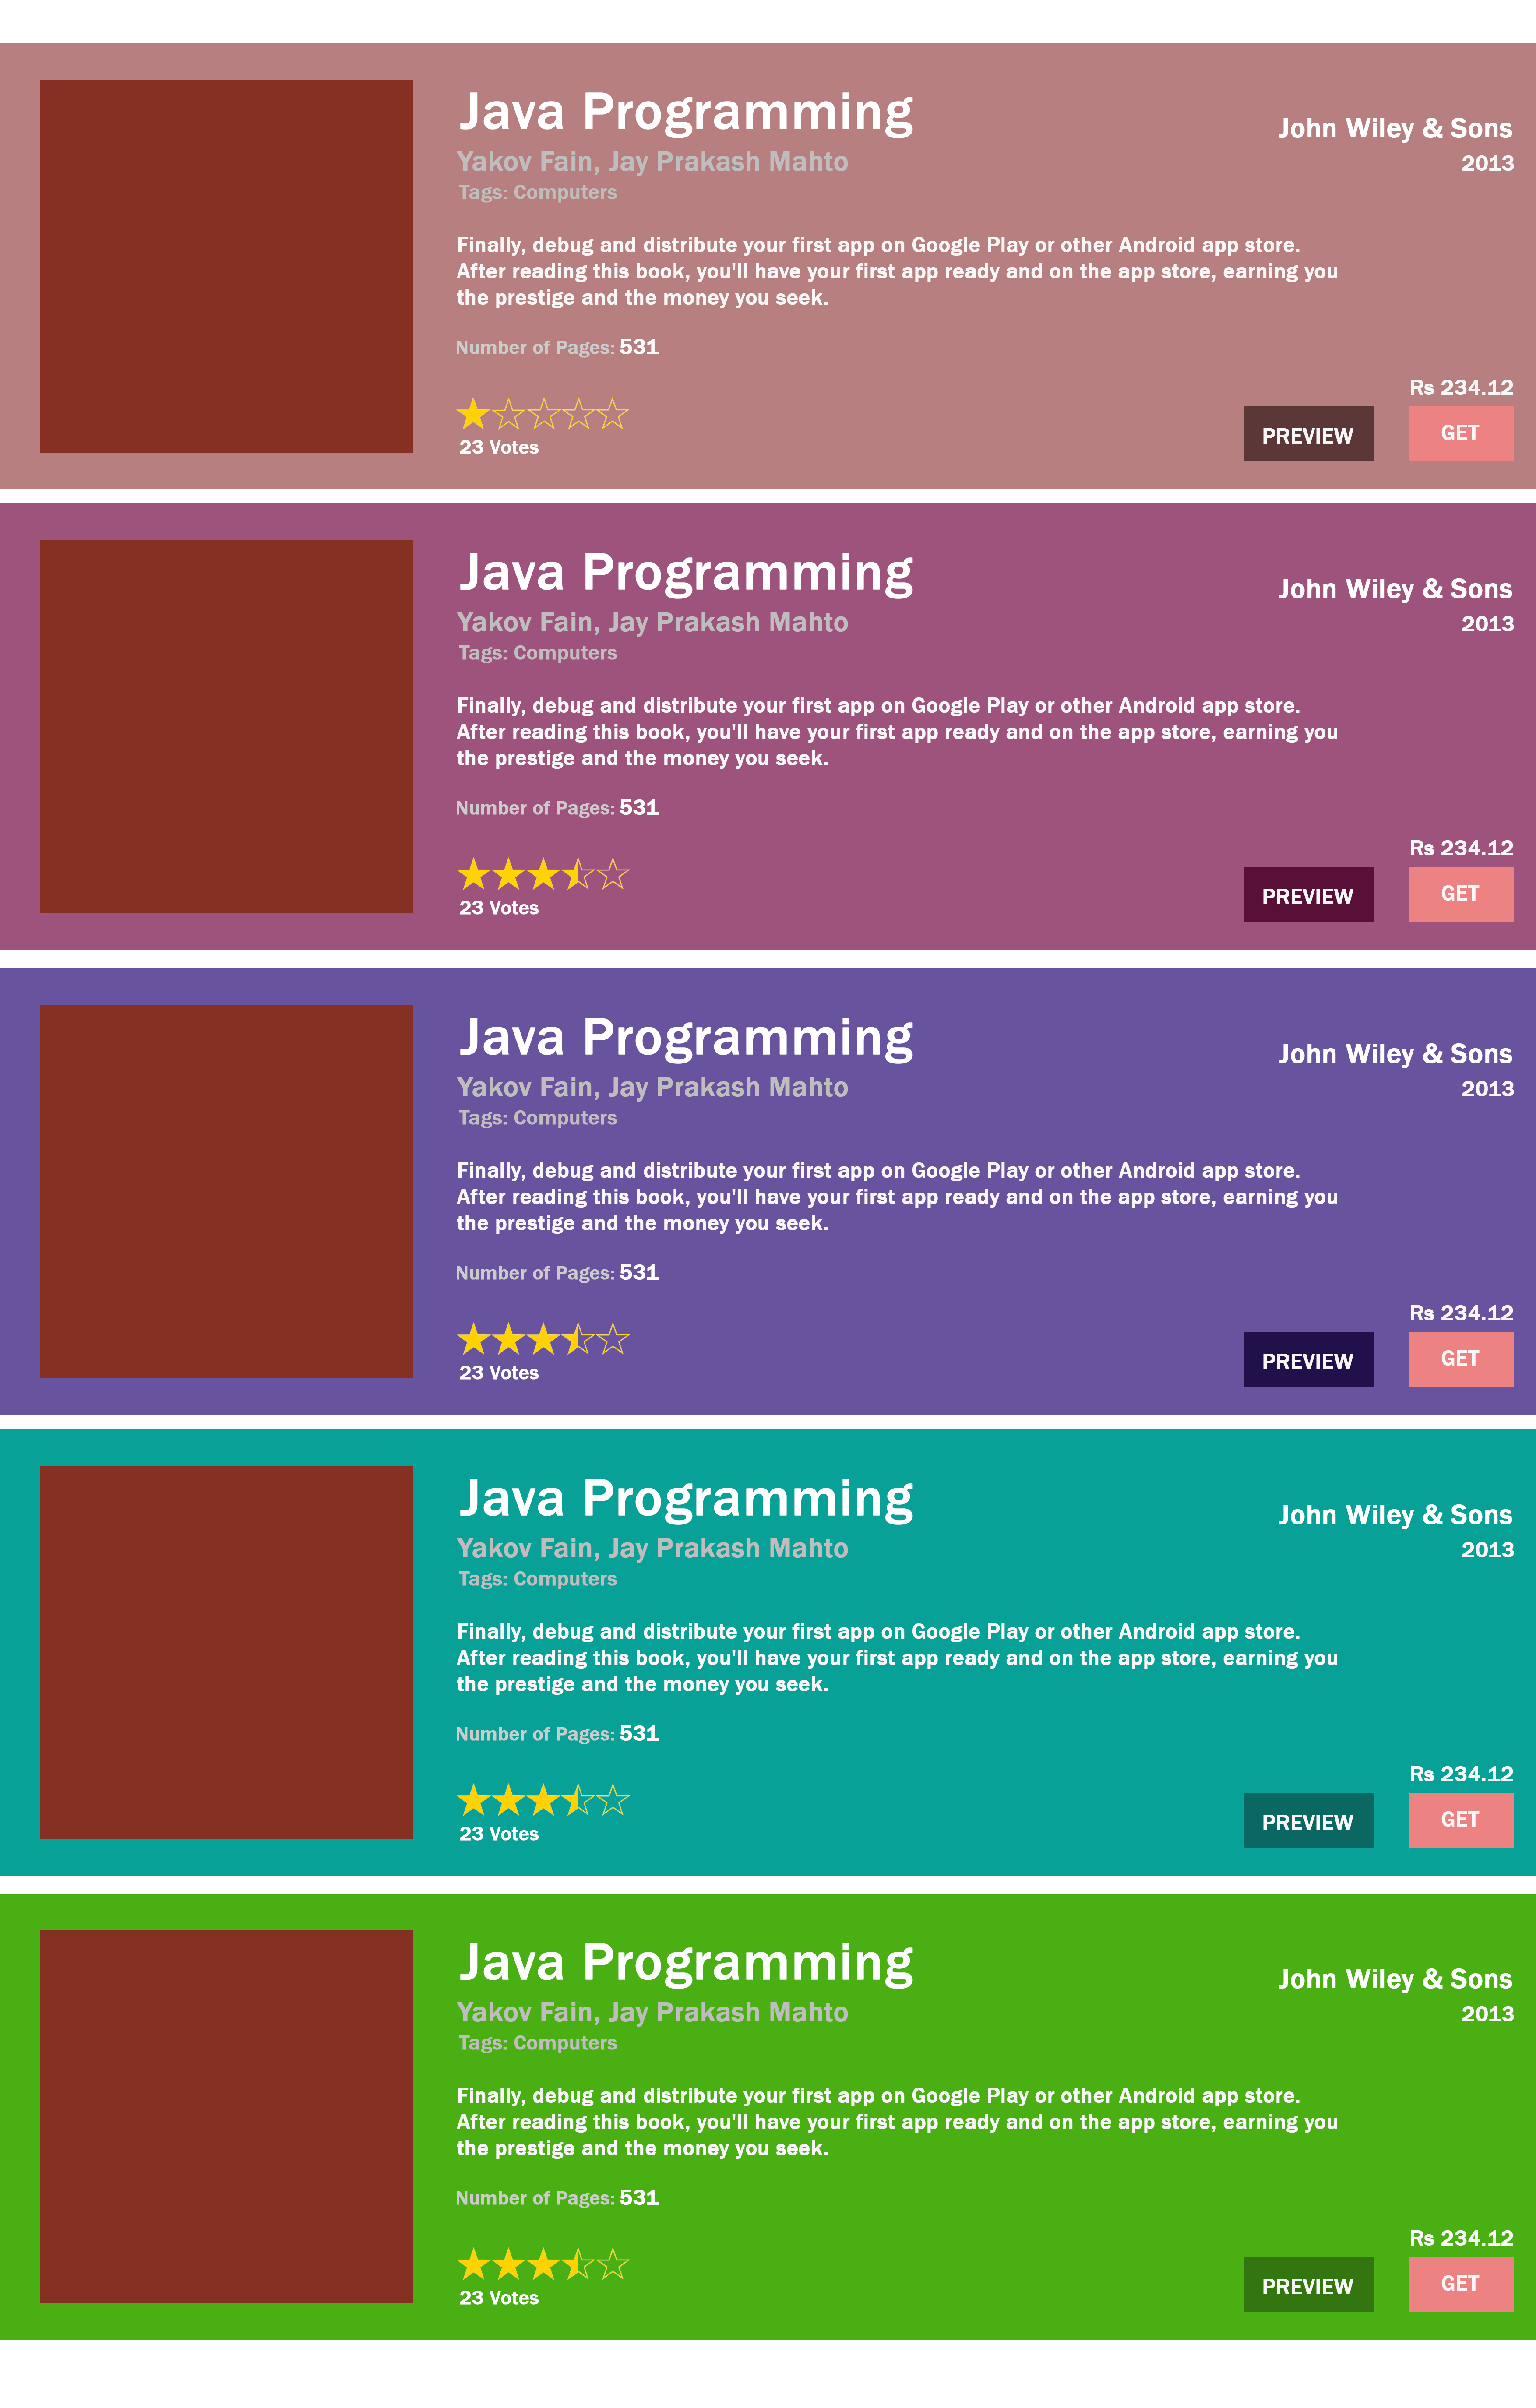 Java Programming
John Wiley & Sons
Yakov Fain, Jay Prakash Mahto
2013
Tags: Computers
Finally, debug and distribute your first app on Google Play or other Android app store.
After reading this book, you'll have your first app ready and on the app store, earning you
the prestige and the money you seek.
Number of Pages: 531
Rs 234.12
PREVIEW
GET
23 Votes
Java Programming
John Wiley & Sons
Yakov Fain, Jay Prakash Mahto
2013
Tags: Computers
Finally, debug and distribute your first app on Google Play or other Android app store.
After reading this book, you'll have your first app ready and on the app store, earning you
the prestige and the money you seek.
Number of Pages: 531
Rs 234.12
PREVIEW
GET
23 Votes
Java Programming
John Wiley & Sons
Yakov Fain, Jay Prakash Mahto
2013
Tags: Computers
Finally, debug and distribute your first app on Google Play or other Android app store.
After reading this book, you'll have your first app ready and on the app store, earning you
the prestige and the money you seek.
Number of Pages: 531
Rs 234.12
PREVIEW
GET
23 Votes
Java Programming
John Wiley & Sons
Yakov Fain, Jay Prakash Mahto
2013
Tags: Computers
Finally, debug and distribute your first app on Google Play or other Android app store.
After reading this book, you'll have your first app ready and on the app store, earning you
the prestige and the money you seek.
Number of Pages: 531
Rs 234.12
PREVIEW
GET
23 Votes
Java Programming
John Wiley & Sons
Yakov Fain, Jay Prakash Mahto
2013
Tags: Computers
Finally, debug and distribute your first app on Google Play or other Android app store.
After reading this book, you'll have your first app ready and on the app store, earning you
the prestige and the money you seek.
Number of Pages: 531
Rs 234.12
PREVIEW
GET
23 Votes